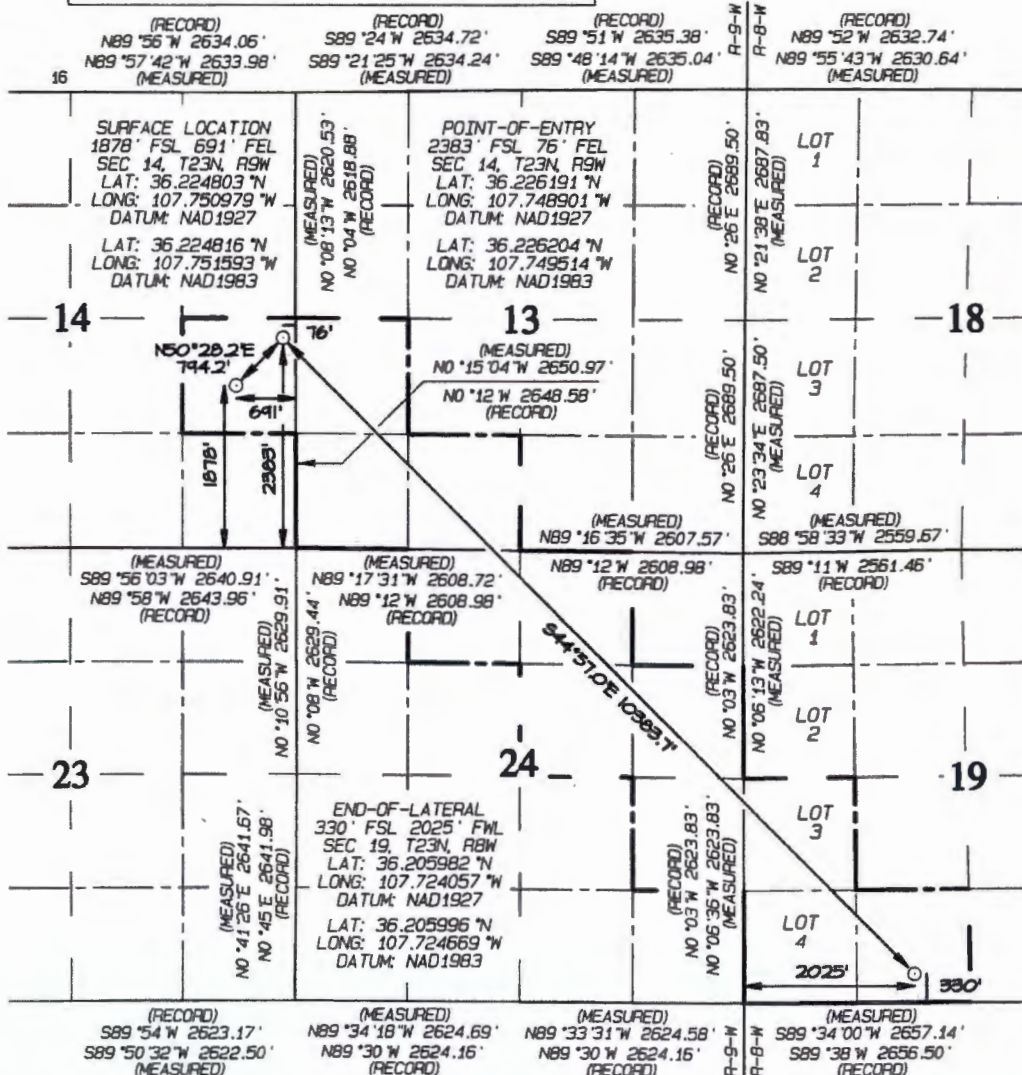 (RECORD)
N89°56'W 2634.06'
N89°57'42"W 2633.98'
(MEASURED)
(RECORD)
S89°24'W 2634.72'
S89°21'25"W 2634.24'
(MEASURED)
(RECORD)
S89°51'W 2635.38'
S89°48'14"W 2635.04'
(MEASURED)
R-9-W
R-8-W
(RECORD)
N89°52'W 2632.74'
N89°55'43"W 2630.64'
(MEASURED)
16
SURFACE LOCATION
1878' FSL 691' FEL
SEC 14, T23N, R9W
LAT: 36.224803°N
LONG: 107.750979°W
DATUM: NAD1927
LAT: 36.224816°N
LONG: 107.751593°W
DATUM: NAD1983
(MEASURED)
N0°08'13"W 2620.53'
N0°04'W 2618.88'
(RECORD)
POINT-OF-ENTRY
2383' FSL 76' FEL
SEC 14, T23N, R9W
LAT: 36.226191°N
LONG: 107.748901°W
DATUM: NAD1927
LAT: 36.226204°N
LONG: 107.749514°W
DATUM: NAD1983
(RECORD)
N0°26'E 2689.50'
N0°21'38"E 2687.83'
(MEASURED)
LOT
1
LOT
2
14
13
18
76'
N50°28.2'E
794.2'
691'
1878'
2383'
(MEASURED)
N0°15'04"W 2650.97'
N0°12'W 2648.58'
(RECORD)
(RECORD)
N0°26'E 2689.50'
N0°23'34"E 2687.50'
(MEASURED)
LOT
3
LOT
4
(MEASURED)
S89°56'03"W 2640.91'
N89°58'W 2643.96'
(RECORD)
(MEASURED)
N89°17'31"W 2608.72'
N89°12'W 2608.98'
(RECORD)
(MEASURED)
N89°16'35"W 2607.57'
N89°12'W 2608.98'
(RECORD)
(MEASURED)
S88°58'33"W 2559.67'
S89°11'W 2561.46'
(RECORD)
(MEASURED)
N0°10'56"W 2629.91'
N0°08'W 2629.44'
(RECORD)
S44°57.0'E 10383.7'
(RECORD)
N0°03'W 2623.83'
N0°06'13"W 2622.24'
(MEASURED)
LOT
1
LOT
2
23
24
19
(MEASURED)
N0°41'26"E 2641.67'
N0°45'E 2641.98'
(RECORD)
END-OF-LATERAL
330' FSL 2025' FWL
SEC 19, T23N, R8W
LAT: 36.205982°N
LONG: 107.724057°W
DATUM: NAD1927
LAT: 36.205996°N
LONG: 107.724669°W
DATUM: NAD1983
(RECORD)
N0°03'W 2623.83'
N0°06'36"W 2623.83'
(MEASURED)
LOT
3
LOT
4
2025'
330'
(RECORD)
S89°54'W 2623.17'
S89°50'32"W 2622.50'
(MEASURED)
(MEASURED)
N89°34'18"W 2624.69'
N89°30'W 2624.16'
(RECORD)
(MEASURED)
N89°33'31"W 2624.58'
N89°30'W 2624.16'
(RECORD)
R-9-W
R-8-W
(MEASURED)
S89°34'00"W 2657.14'
S89°38'W 2656.50'
(RECORD)